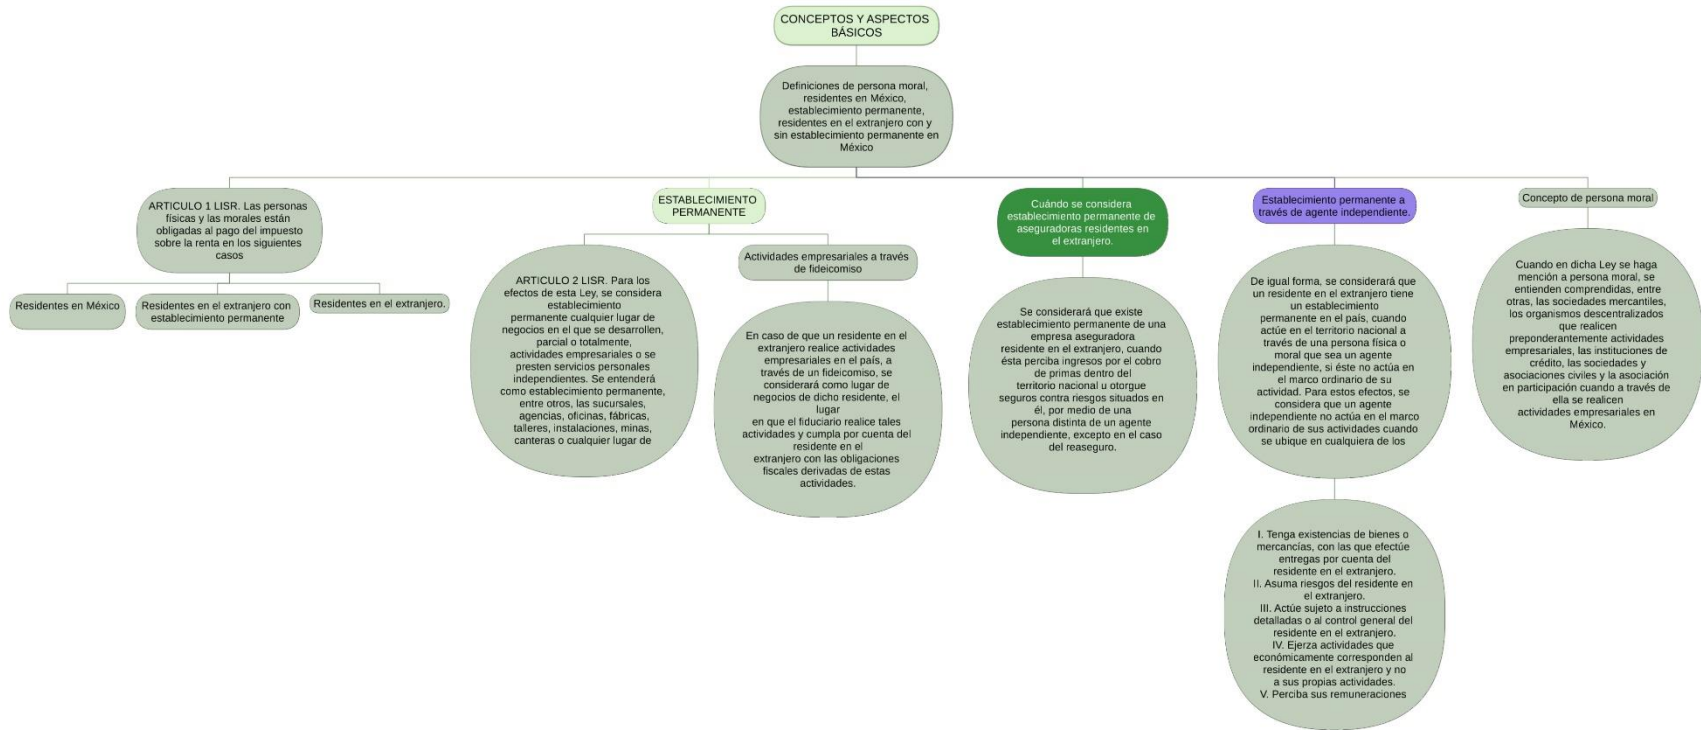 CONCEPTOS Y ASPECTOS
BÁSICOS
Definiciones de persona moral,
residentes en México,
establecimiento permanente,
residentes en el extranjero con y
sin establecimiento permanente en
México
ARTICULO 1 LISR. Las personas
físicas y las morales están
obligadas al pago del impuesto
sobre la renta en los siguientes
casos
Residentes en México
Residentes en el extranjero con
establecimiento permanente
Residentes en el extranjero.
ESTABLECIMIENTO
PERMANENTE
ARTICULO 2 LISR. Para los
efectos de esta Ley, se considera
establecimiento
permanente cualquier lugar de
negocios en el que se desarrollen,
parcial o totalmente,
actividades empresariales o se
presten servicios personales
independientes. Se entenderá
como establecimiento permanente,
entre otros, las sucursales,
agencias, oficinas, fábricas,
talleres, instalaciones, minas,
canteras o cualquier lugar de
Actividades empresariales a través
de fideicomiso
En caso de que un residente en el
extranjero realice actividades
empresariales en el país, a
través de un fideicomiso, se
considerará como lugar de
negocios de dicho residente, el
lugar
en que el fiduciario realice tales
actividades y cumpla por cuenta del
residente en el
extranjero con las obligaciones
fiscales derivadas de estas
actividades.
Cuándo se considera
establecimiento permanente de
aseguradoras residentes en
el extranjero.
Se considerará que existe
establecimiento permanente de una
empresa aseguradora
residente en el extranjero, cuando
ésta perciba ingresos por el cobro
de primas dentro del
territorio nacional u otorgue
seguros contra riesgos situados en
él, por medio de una
persona distinta de un agente
independiente, excepto en el caso
del reaseguro.
Establecimiento permanente a
través de agente independiente.
De igual forma, se considerará que
un residente en el extranjero tiene
un establecimiento
permanente en el país, cuando
actúe en el territorio nacional a
través de una persona física o
moral que sea un agente
independiente, si éste no actúa en
el marco ordinario de su
actividad. Para estos efectos, se
considera que un agente
independiente no actúa en el marco
ordinario de sus actividades cuando
se ubique en cualquiera de los
I. Tenga existencias de bienes o
mercancías, con las que efectúe
entregas por cuenta del
residente en el extranjero.
II. Asuma riesgos del residente en
el extranjero.
III. Actúe sujeto a instrucciones
detalladas o al control general del
residente en el extranjero.
IV. Ejerza actividades que
económicamente corresponden al
residente en el extranjero y no
a sus propias actividades.
V. Perciba sus remuneraciones
Concepto de persona moral
Cuando en dicha Ley se haga
mención a persona moral, se
entienden comprendidas, entre
otras, las sociedades mercantiles,
los organismos descentralizados
que realicen
preponderantemente actividades
empresariales, las instituciones de
crédito, las sociedades y
asociaciones civiles y la asociación
en participación cuando a través de
ella se realicen
actividades empresariales en
México.